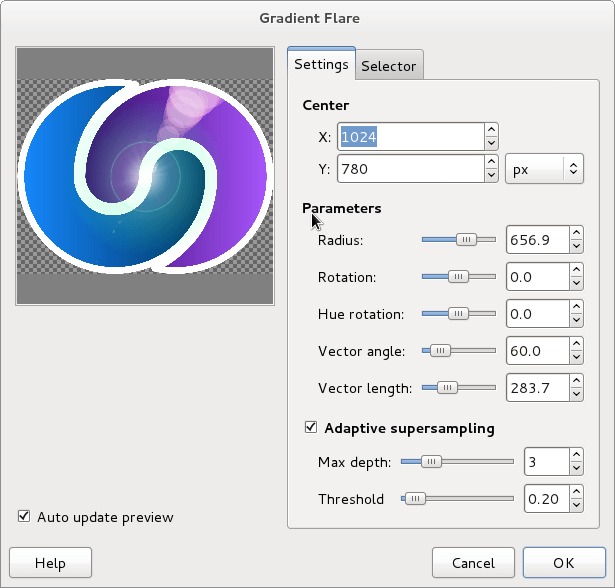 Gradient Flare
Settings
Selector
Center
X: 1024
Y: 780 px
Parameters
Radius: 656.9
Rotation: 0.0
Hue rotation: 0.0
Vector angle: 60.0
Vector length: 283.7
Adaptive supersampling
Max depth: 3
Threshold 0.20
Auto update preview
Help
Cancel
OK